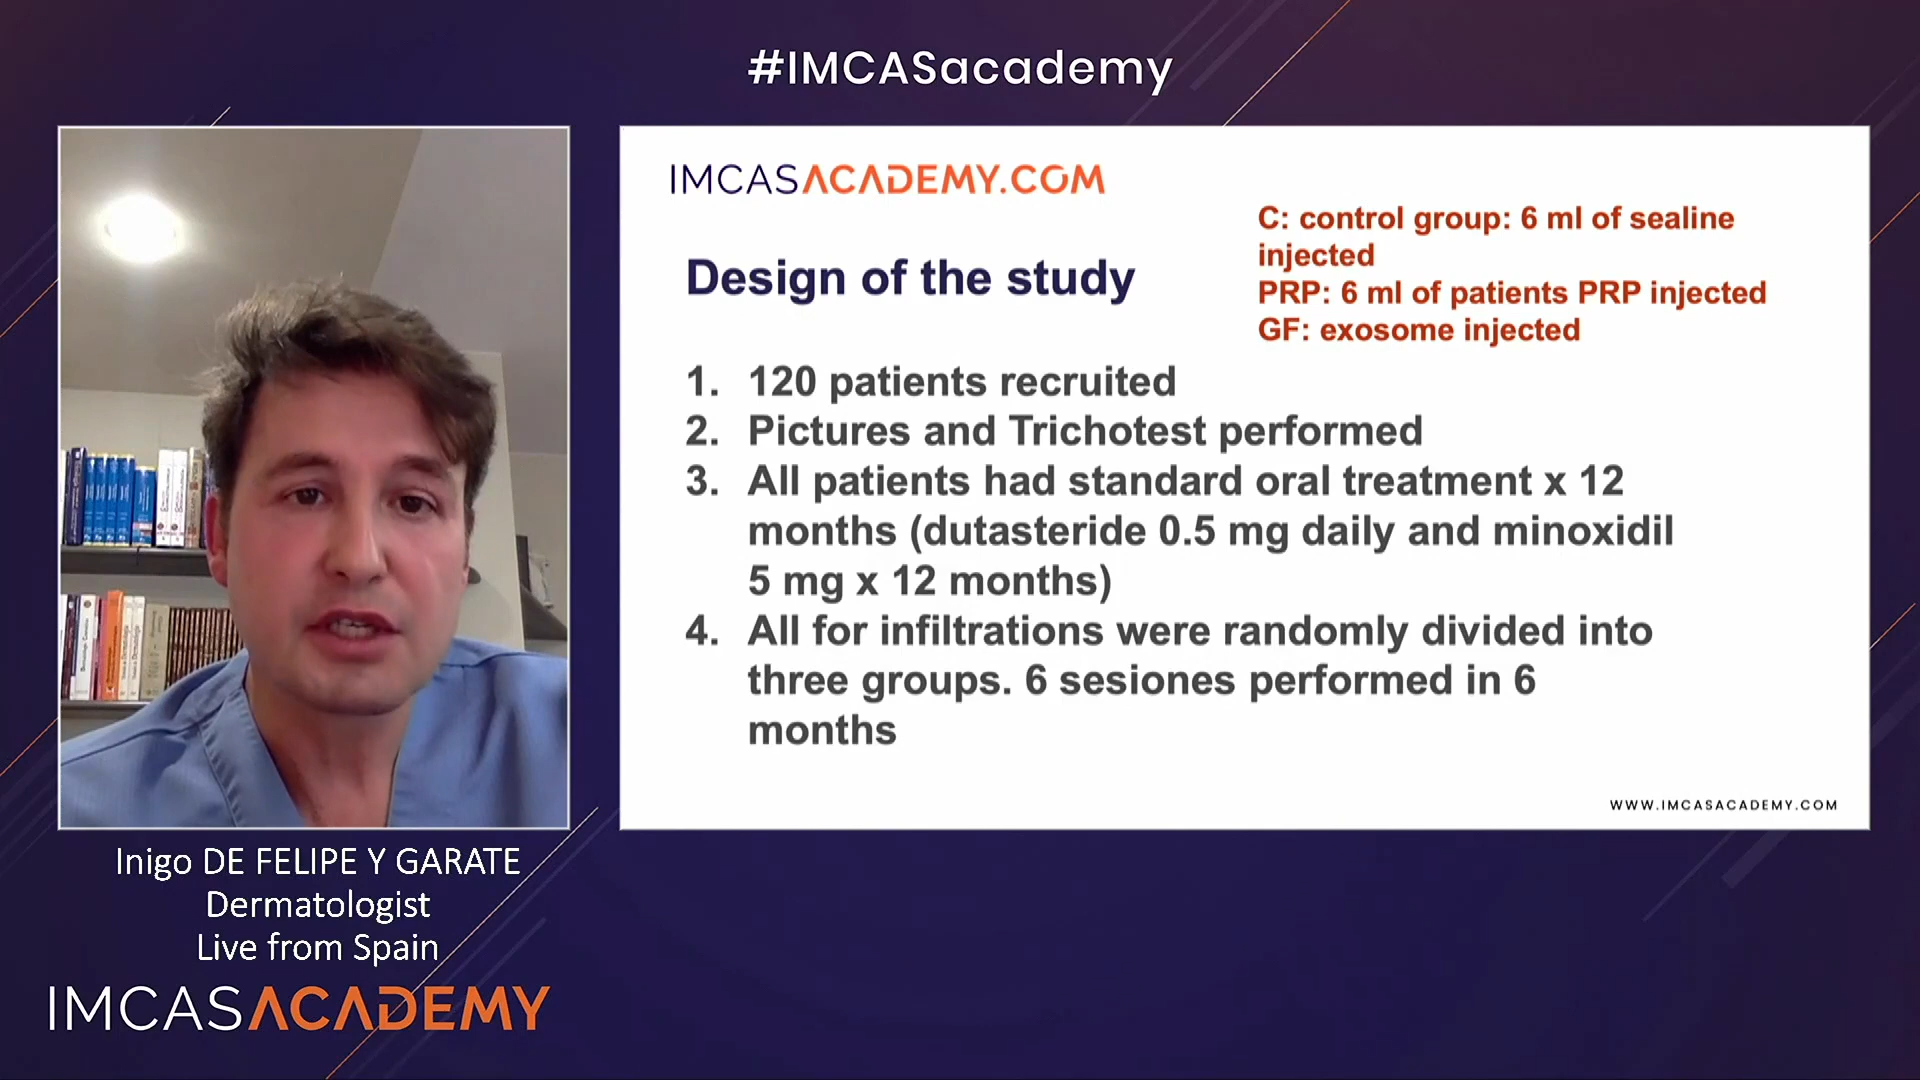 #IMCASacademy
IMCASACADEMY.COM
C: control group: 6 ml of sealine
injected
PRP: 6 ml of patients PRP injected
GF: exosome injected
Design of the study
1. 120 patients recruited
2. Pictures and Trichotest performed
3. All patients had standard oral treatment x 12
months (dutasteride 0.5 mg daily and minoxidil
5 mg x 12 months)
4. All for infiltrations were randomly divided into
three groups. 6 sesiones performed in 6
months
WWW.IMCASACADEMY.COM
Inigo DE FELIPE Y GARATE
Dermatologist
Live from Spain
IMCASACADEMY